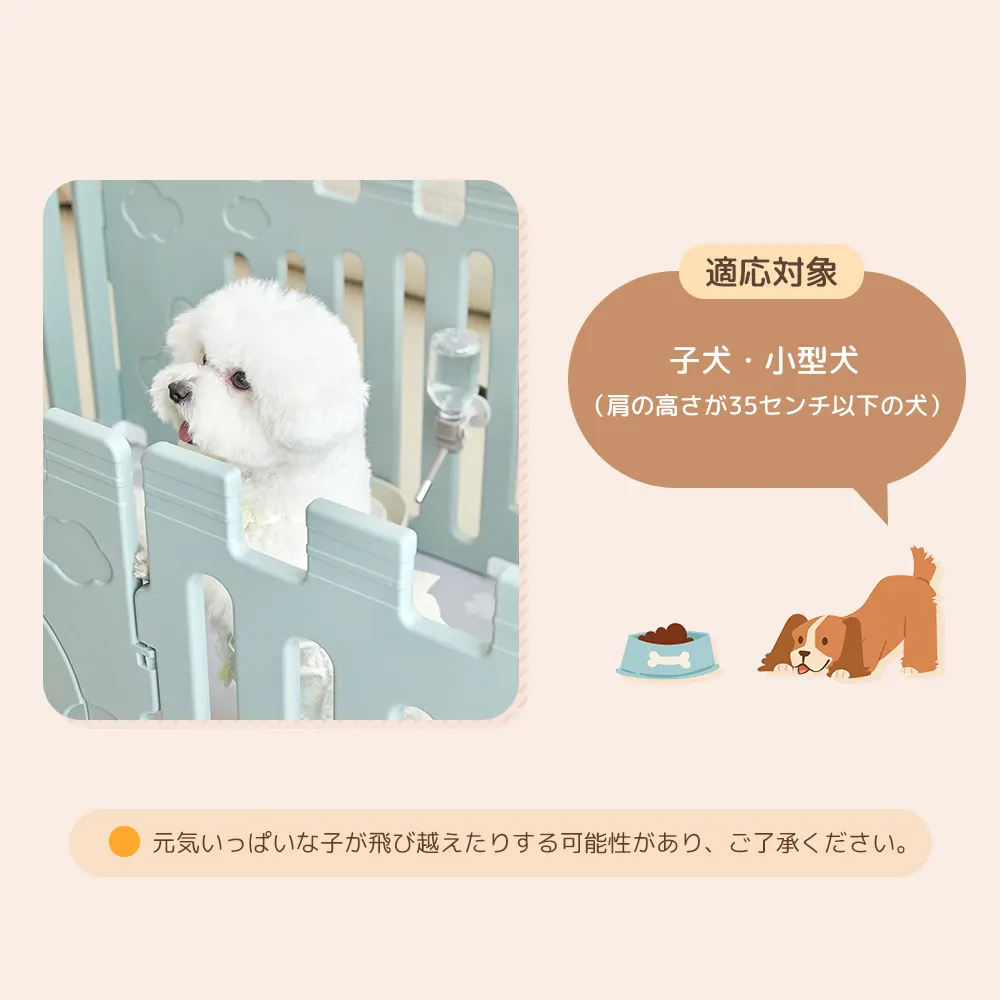 適応対象
子犬・小型犬
（肩の高さが35センチ以下の犬）
元気いっぱいな子が飛び越えたりする可能性があり、ご了承ください。